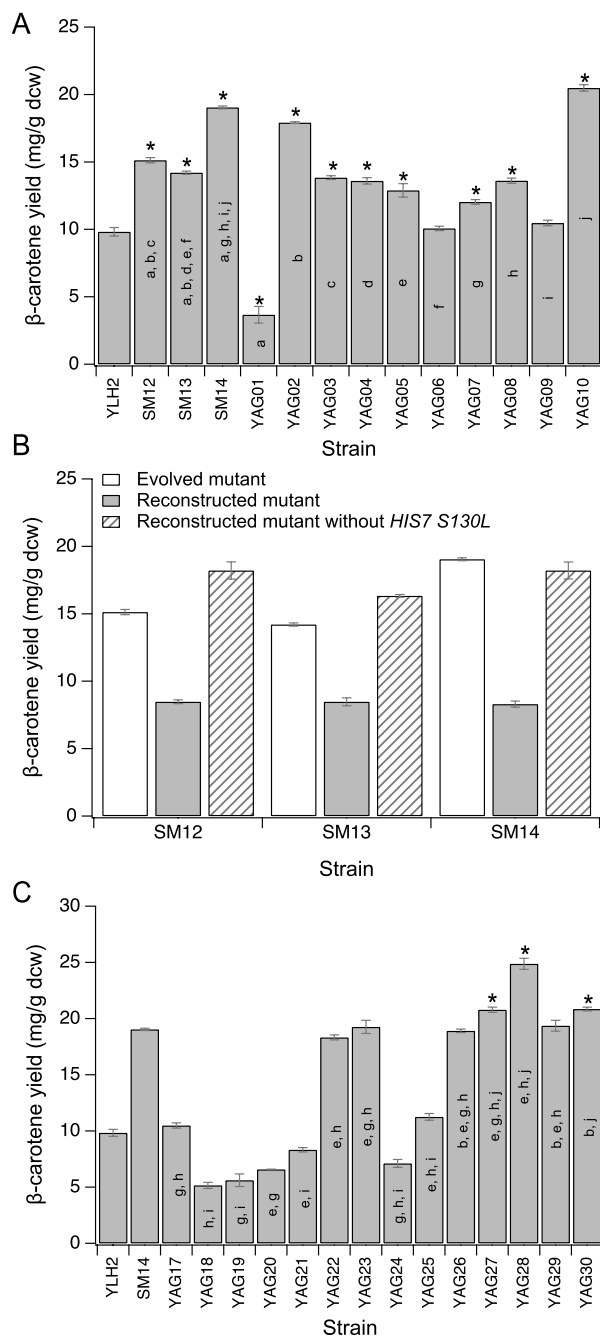 A
β-carotene yield (mg/g dcw)
25
20
15
10
5
0
* * * * * * * * * * *
a, b, c
a, b, d, e, f
a, g, h, i, j
a
b
c
d
e
f
g
h
i
j
YLH2
SM12
SM13
SM14
YAG01
YAG02
YAG03
YAG04
YAG05
YAG06
YAG07
YAG08
YAG09
YAG10
Strain
B
β-carotene yield (mg/g dcw)
25
20
15
10
5
0
Evolved mutant
Reconstructed mutant
Reconstructed mutant without HIS7 S130L
SM12 SM13 SM14
Strain
C
β-carotene yield (mg/g dcw)
30
25
20
15
10
5
0
* * *
g, h
h, i
g, i
e, g
e, i
e, h
e, g, h
g, h, i
e, h, i
b, e, g, h
e, g, h, j
e, h, j
b, e, h
b, j
YLH2
SM14
YAG17
YAG18
YAG19
YAG20
YAG21
YAG22
YAG23
YAG24
YAG25
YAG26
YAG27
YAG28
YAG29
YAG30
Strain